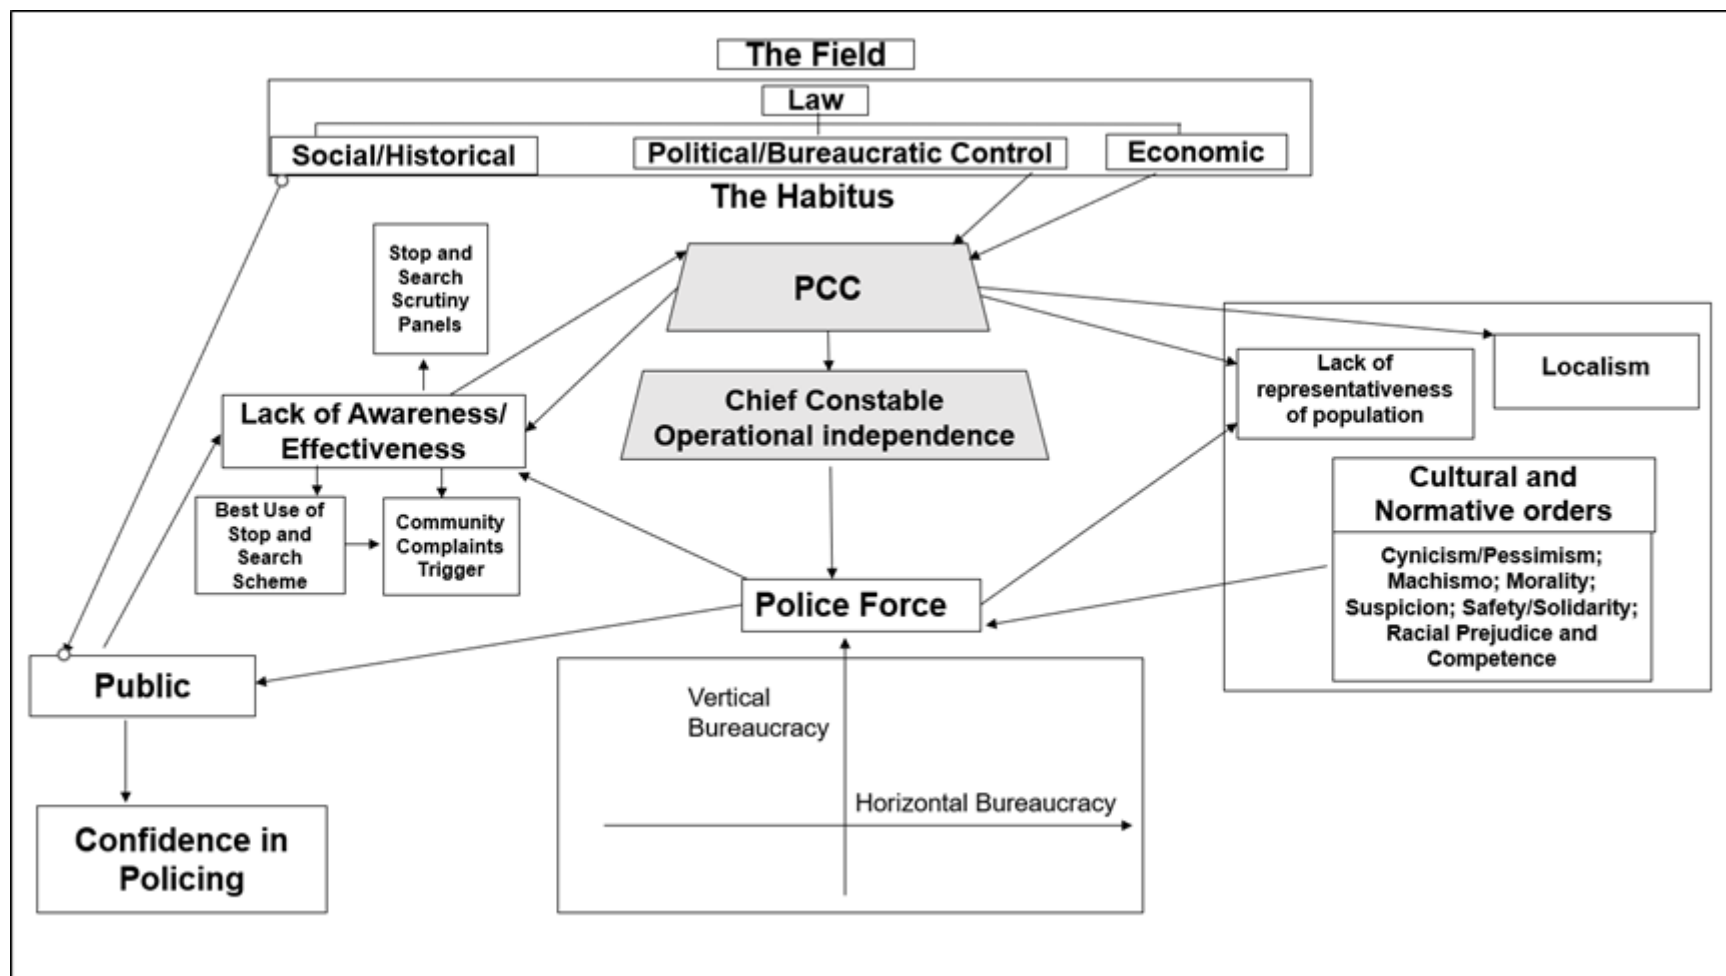 The Field
Law
Social/Historical
Political/Bureaucratic Control
Economic
The Habitus
Stop and
Search
Scrutiny
Panels
PCC
Lack of
representativeness
of population
Localism
Lack of Awareness/
Effectiveness
Chief Constable
Operational independence
Best Use of
Stop and
Search
Scheme
Community
Complaints
Trigger
Cultural and
Normative orders
Cynicism/Pessimism;
Machismo; Morality;
Suspicion; Safety/Solidarity;
Racial Prejudice and
Competence
Police Force
Public
Vertical
Bureaucracy
Horizontal Bureaucracy
Confidence in
Policing